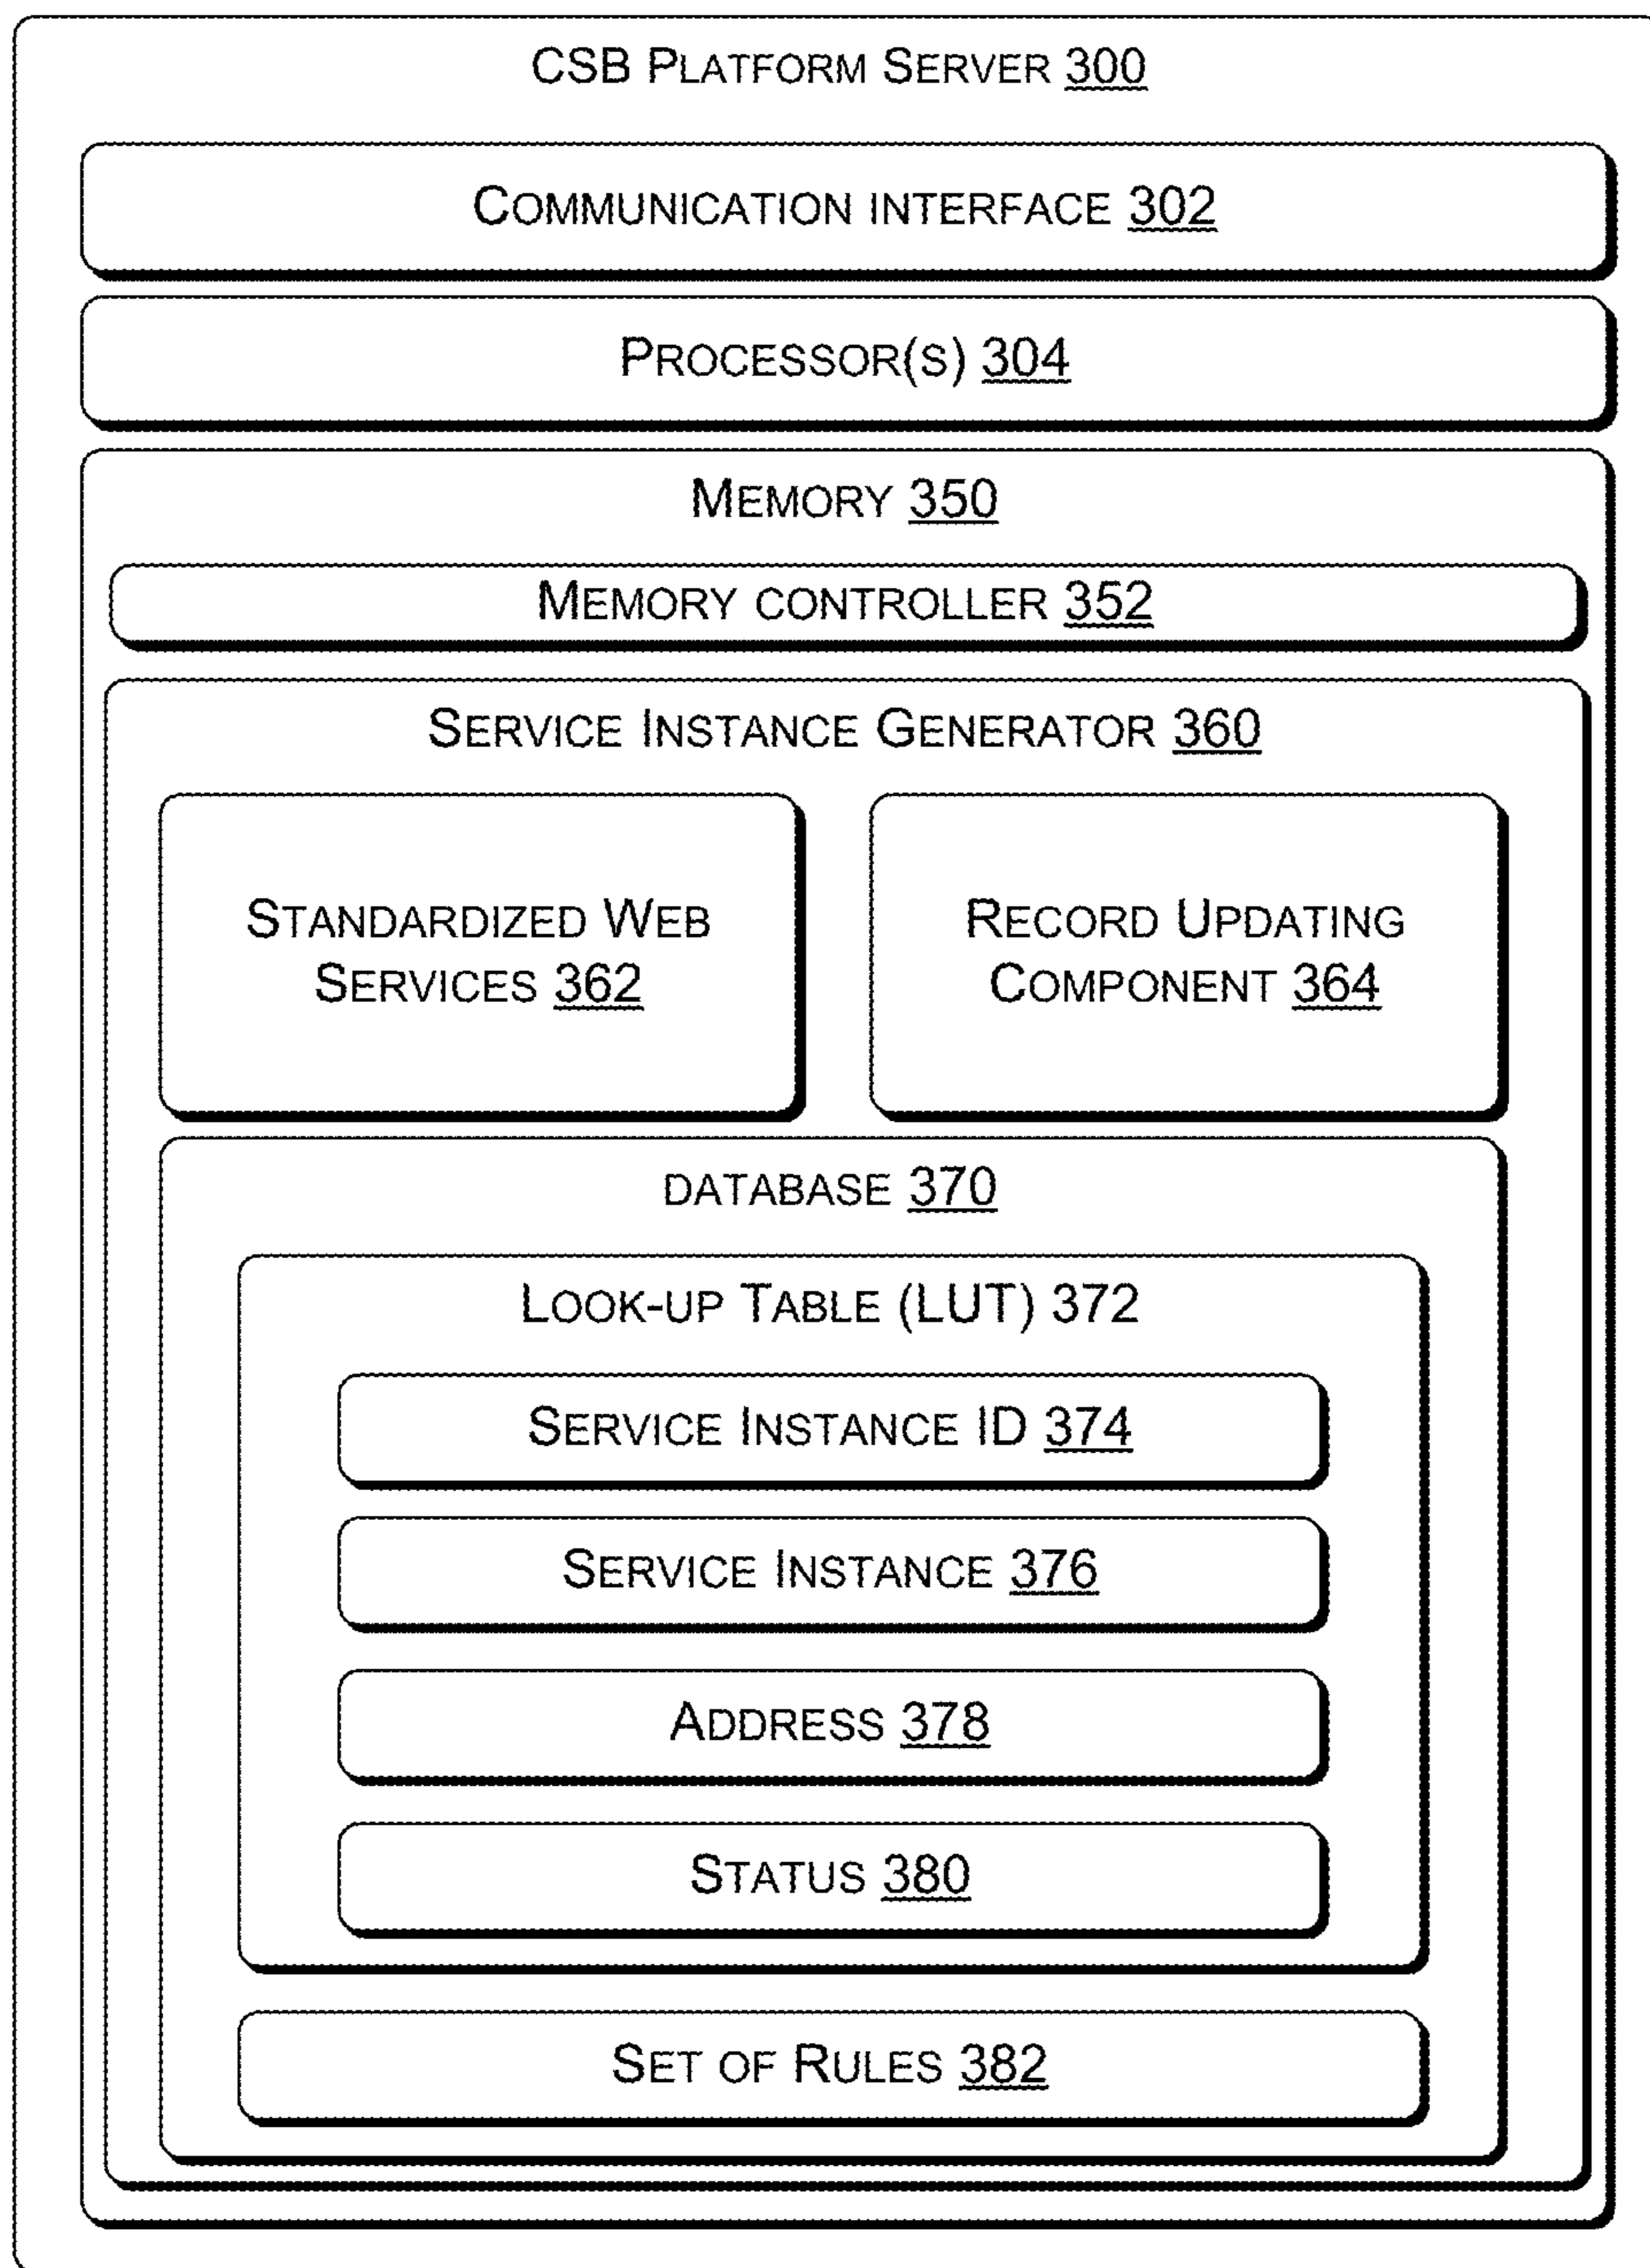 CSB PLATFORM SERVER 300
COMMUNICATION INTERFACE 302
PROCESSOR(S) 304
MEMORY 350
MEMORY CONTROLLER 352
SERVICE INSTANCE GENERATOR 360
STANDARDIZED WEB
SERVICES 362
RECORD UPDATING
COMPONENT 364
DATABASE 370
LOOK-UP TABLE (LUT) 372
SERVICE INSTANCE ID 374
SERVICE INSTANCE 376
ADDRESS 378
STATUS 380
SET OF RULES 382